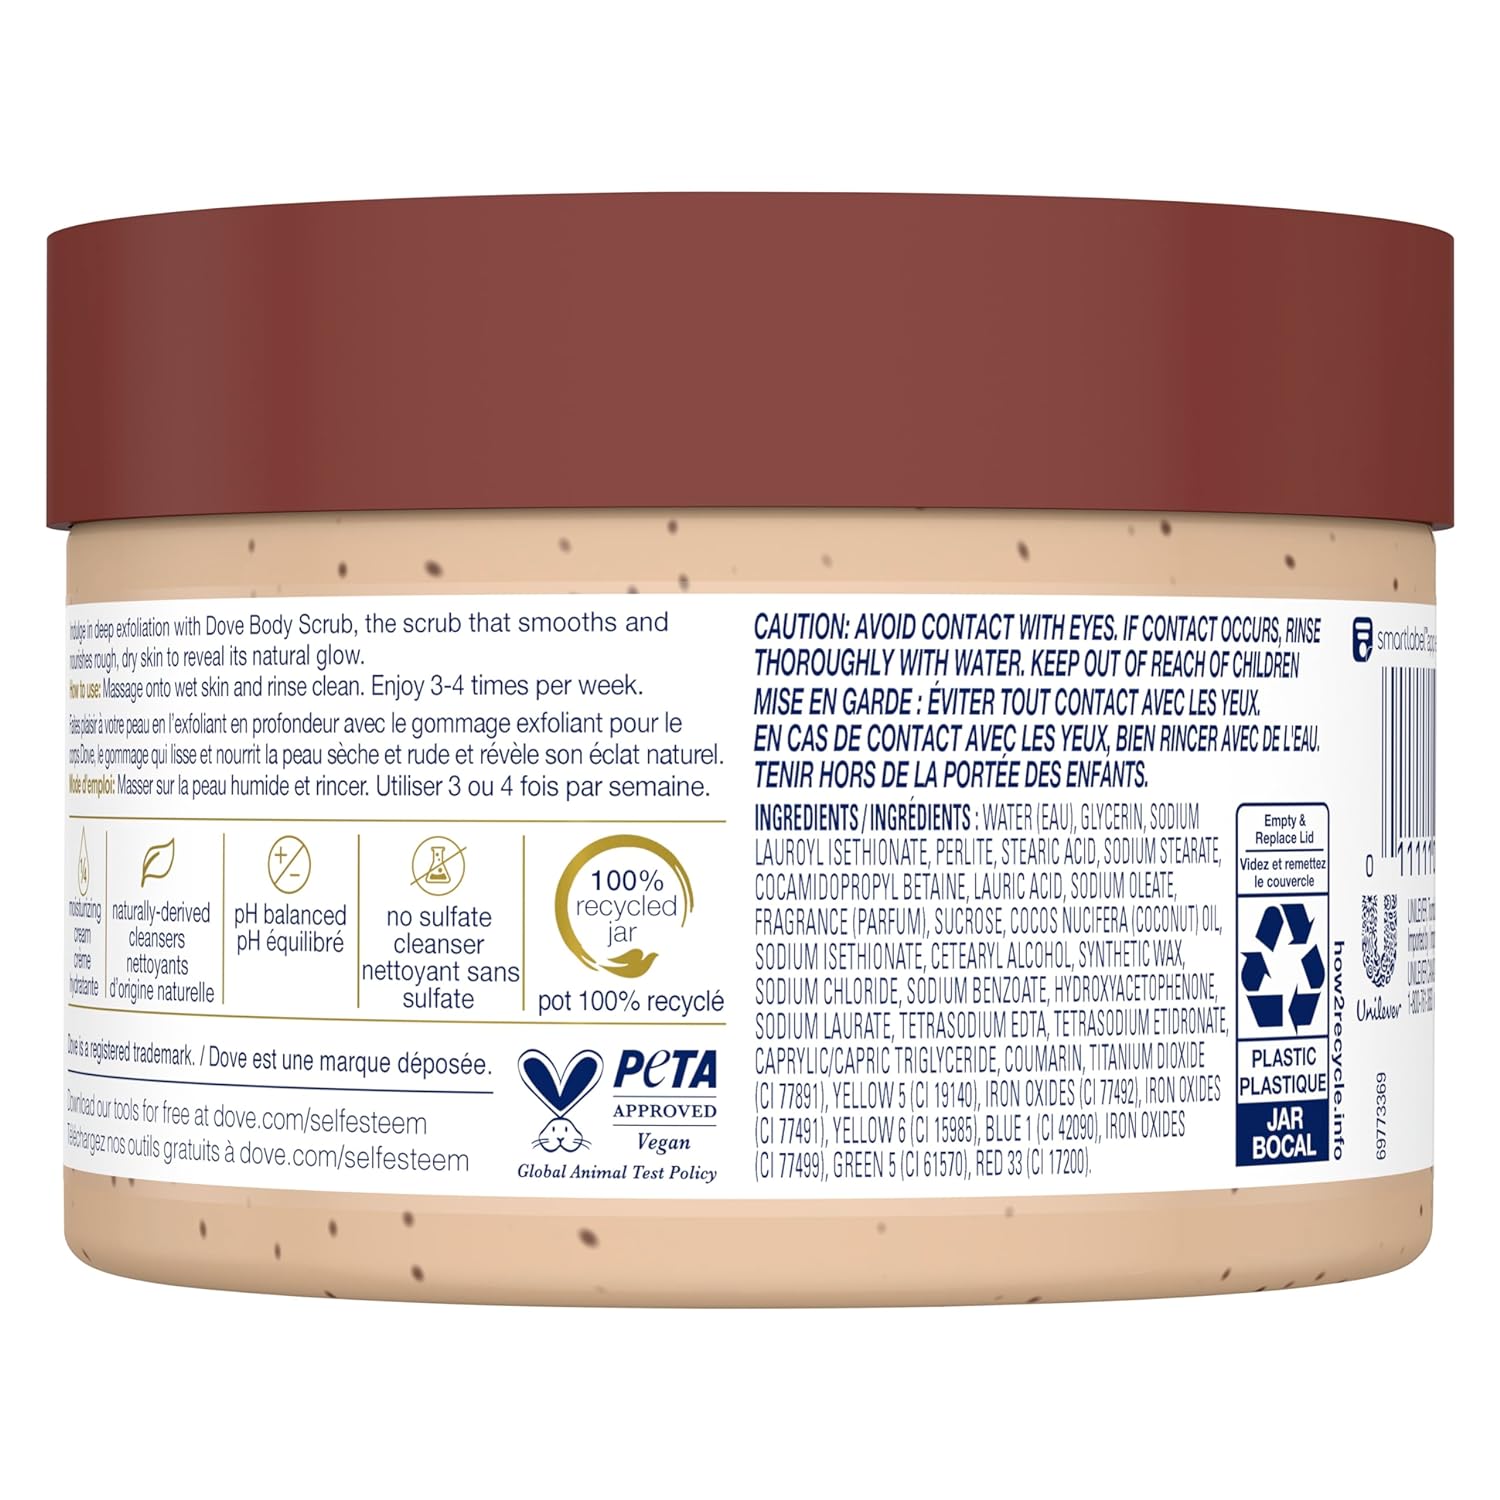 Indulge in deep exfoliation with Dove Body Scrub, the scrub that smooths and
nourishes rough, dry skin to reveal its natural glow.
How to use: Massage onto wet skin and rinse clean. Enjoy 3-4 times per week.
Faites plaisir à votre peau en l'exfoliant en profondeur avec le gommage exfoliant pour le
corps Dove, le gommage qui lisse et nourrit la peau sèche et rude et révèle son éclat naturel.
Mode d'emploi: Masser sur la peau humide et rincer. Utiliser 3 ou 4 fois par semaine.
1/4
moisturizing
cream
crème
hydratante
naturally-derived
cleansers
nettoyants
d'origine naturelle
pH balanced
pH équilibré
no sulfate
cleanser
nettoyant sans
sulfate
100%
recycled
jar
pot 100% recyclé
Dove is a registered trademark. / Dove est une marque déposée.
Download our tools for free at dove.com/selfesteem
Téléchargez nos outils gratuits à dove.com/selfesteem
PETA
APPROVED
Vegan
Global Animal Test Policy
CAUTION: AVOID CONTACT WITH EYES. IF CONTACT OCCURS, RINSE
THOROUGHLY WITH WATER. KEEP OUT OF REACH OF CHILDREN
MISE EN GARDE : ÉVITER TOUT CONTACT AVEC LES YEUX.
EN CAS DE CONTACT AVEC LES YEUX, BIEN RINCER AVEC DE L'EAU.
TENIR HORS DE LA PORTÉE DES ENFANTS.
INGREDIENTS / INGRÉDIENTS : WATER (EAU), GLYCERIN, SODIUM
LAUROYL ISETHIONATE, PERLITE, STEARIC ACID, SODIUM STEARATE,
COCAMIDOPROPYL BETAINE, LAURIC ACID, SODIUM OLEATE,
FRAGRANCE (PARFUM), SUCROSE, COCOS NUCIFERA (COCONUT) OIL,
SODIUM ISETHIONATE, CETEARYL ALCOHOL, SYNTHETIC WAX,
SODIUM CHLORIDE, SODIUM BENZOATE, HYDROXYACETOPHENONE,
SODIUM LAURATE, TETRASODIUM EDTA, TETRASODIUM ETIDRONATE,
CAPRYLIC/CAPRIC TRIGLYCERIDE, COUMARIN, TITANIUM DIOXIDE
(CI 77891), YELLOW 5 (CI 19140), IRON OXIDES (CI 77492), IRON OXIDES
(CI 77491), YELLOW 6 (CI 15985), BLUE 1 (CI 42090), IRON OXIDES
(CI 77499), GREEN 5 (CI 61570), RED 33 (CI 17200).
Empty &
Replace Lid
Videz et remettez
le couvercle
PLASTIC
PLASTIQUE
JAR
BOCAL
how2recycle.info
smartlabel™
0
11111
Unilever
UNILEVER
69773369